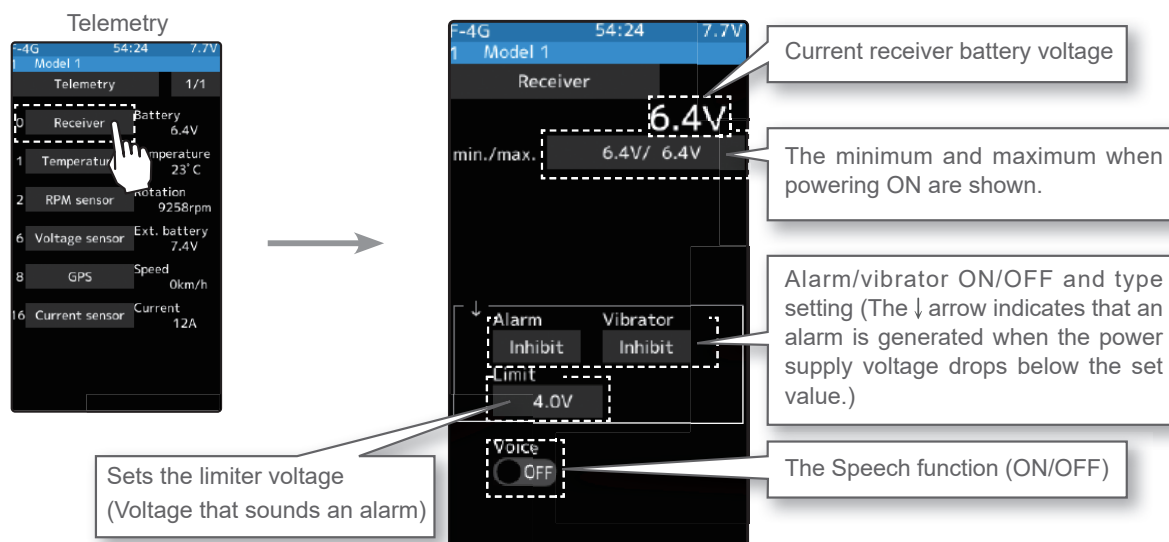 Telemetry
F-4G 54:24 7.7V
1 Model 1
Telemetry 1/1
0 Receiver Battery
6.4V
1 Temperature Temperature
23°C
2 RPM sensor Rotation
9258rpm
6 Voltage sensor Ext. battery
7.4V
8 GPS Speed
0km/h
16 Current sensor Current
12A
F-4G 54:24 7.7V
1 Model 1
Receiver
6.4V
min./max. 6.4V/ 6.4V
↓
Alarm Vibrator
Inhibit Inhibit
Limit
4.0V
Voice
OFF
Current receiver battery voltage
The minimum and maximum when
powering ON are shown.
Alarm/vibrator ON/OFF and type
setting (The ↓ arrow indicates that an
alarm is generated when the power
supply voltage drops below the set
value.)
The Speech function (ON/OFF)
Sets the limiter voltage
(Voltage that sounds an alarm)